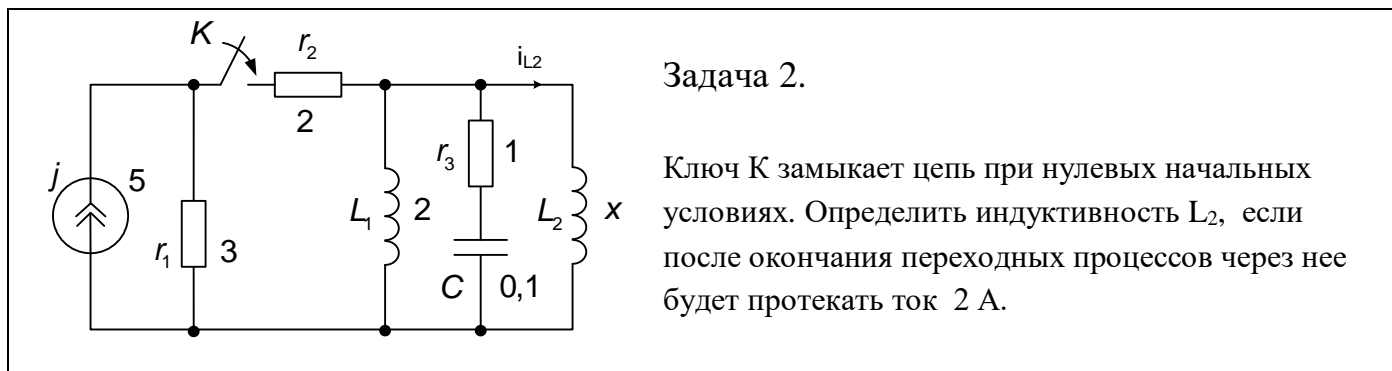 K
r₂
2
i_L2
j
5
r₁
3
L₁
2
r₃
1
C
0,1
L₂
x
Задача 2.
Ключ К замыкает цепь при нулевых начальных
условиях. Определить индуктивность L₂, если
после окончания переходных процессов через нее
будет протекать ток 2 А.